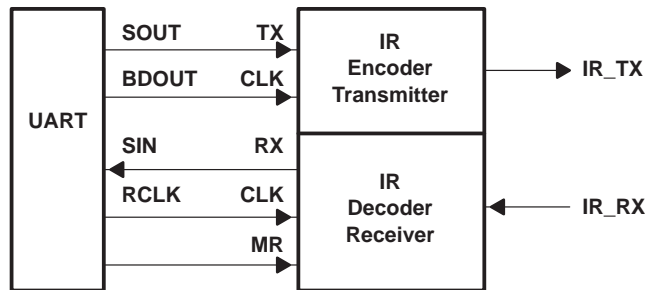 SOUT TX
BDOUT CLK
UART
SIN RX
RCLK CLK
MR
IR
Encoder
Transmitter
IR_TX
IR
Decoder
Receiver
IR_RX